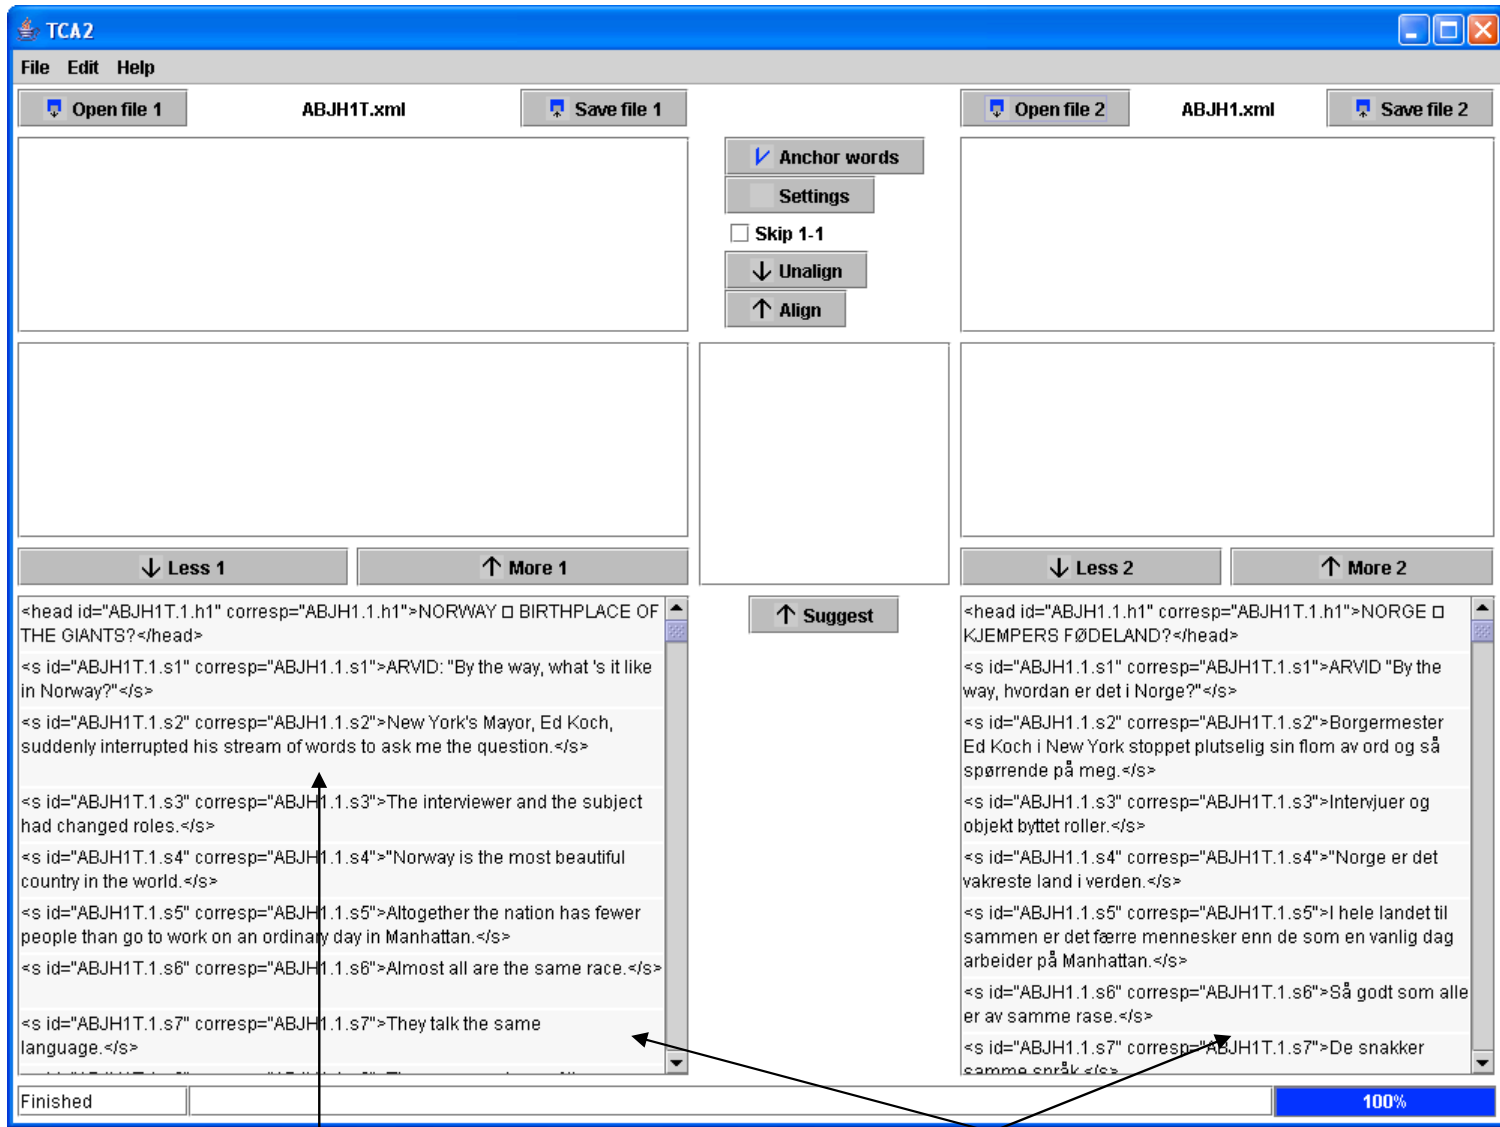 TCA2
File Edit Help
Open file 1 ABJH1T.xml Save file 1
Open file 2 ABJH1.xml Save file 2
Anchor words
Settings
Skip 1-1
Unalign
Align
Less 1 More 1
Less 2 More 2
<head id="ABJH1T.1.h1" corresp="ABJH1.1.h1">NORWAY □ BIRTHPLACE OF
THE GIANTS?</head>
<s id="ABJH1T.1.s1" corresp="ABJH1.1.s1">ARVID: "By the way, what 's it like
in Norway?"</s>
<s id="ABJH1T.1.s2" corresp="ABJH1.1.s2">New York's Mayor, Ed Koch,
suddenly interrupted his stream of words to ask me the question.</s>
<s id="ABJH1T.1.s3" corresp="ABJH1.1.s3">The interviewer and the subject
had changed roles.</s>
<s id="ABJH1T.1.s4" corresp="ABJH1.1.s4">"Norway is the most beautiful
country in the world.</s>
<s id="ABJH1T.1.s5" corresp="ABJH1.1.s5">Altogether the nation has fewer
people than go to work on an ordinary day in Manhattan.</s>
<s id="ABJH1T.1.s6" corresp="ABJH1.1.s6">Almost all are the same race.</s>
<s id="ABJH1T.1.s7" corresp="ABJH1.1.s7">They talk the same
language.</s>
Suggest
<head id="ABJH1.1.h1" corresp="ABJH1T.1.h1">NORGE □
KJEMPERS FØDELAND?</head>
<s id="ABJH1.1.s1" corresp="ABJH1T.1.s1">ARVID "By the
way, hvordan er det i Norge?"</s>
<s id="ABJH1.1.s2" corresp="ABJH1T.1.s2">Borgermester
Ed Koch i New York stoppet plutselig sin flom av ord og så
spørrende på meg.</s>
<s id="ABJH1.1.s3" corresp="ABJH1T.1.s3">Intervjuer og
objekt byttet roller.</s>
<s id="ABJH1.1.s4" corresp="ABJH1T.1.s4">"Norge er det
vakreste land i verden.</s>
<s id="ABJH1.1.s5" corresp="ABJH1T.1.s5">I hele landet til
sammen er det færre mennesker enn de som en vanlig dag
arbeider på Manhattan.</s>
<s id="ABJH1.1.s6" corresp="ABJH1T.1.s6">Så godt som alle
er av samme rase.</s>
<s id="ABJH1.1.s7" corresp="ABJH1T.1.s7">De snakker
samme språk.</s>
Finished 100%